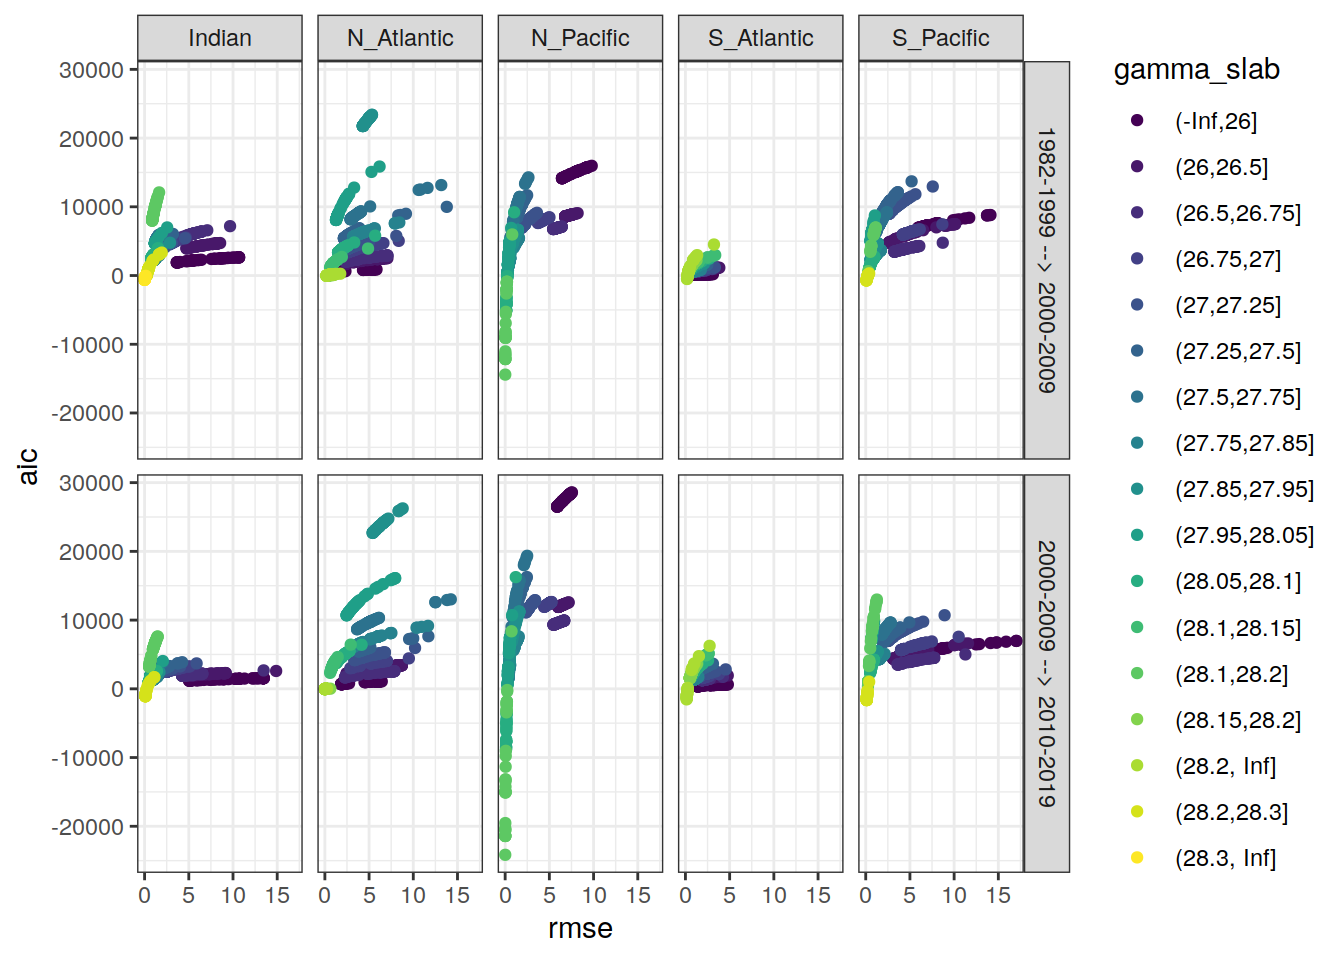 Indian
N_Atlantic
N_Pacific
S_Atlantic
S_Pacific
30000
20000
10000
0
-10000
-20000
1982-1999 --> 2000-2009
30000
20000
10000
0
-10000
-20000
2000-2009 --> 2010-2019
0 5 10 15
0 5 10 15
0 5 10 15
0 5 10 15
0 5 10 15
rmse
aic
gamma_slab
(-Inf,26]
(26,26.5]
(26.5,26.75]
(26.75,27]
(27,27.25]
(27.25,27.5]
(27.5,27.75]
(27.75,27.85]
(27.85,27.95]
(27.95,28.05]
(28.05,28.1]
(28.1,28.15]
(28.1,28.2]
(28.15,28.2]
(28.2, Inf]
(28.2,28.3]
(28.3, Inf]